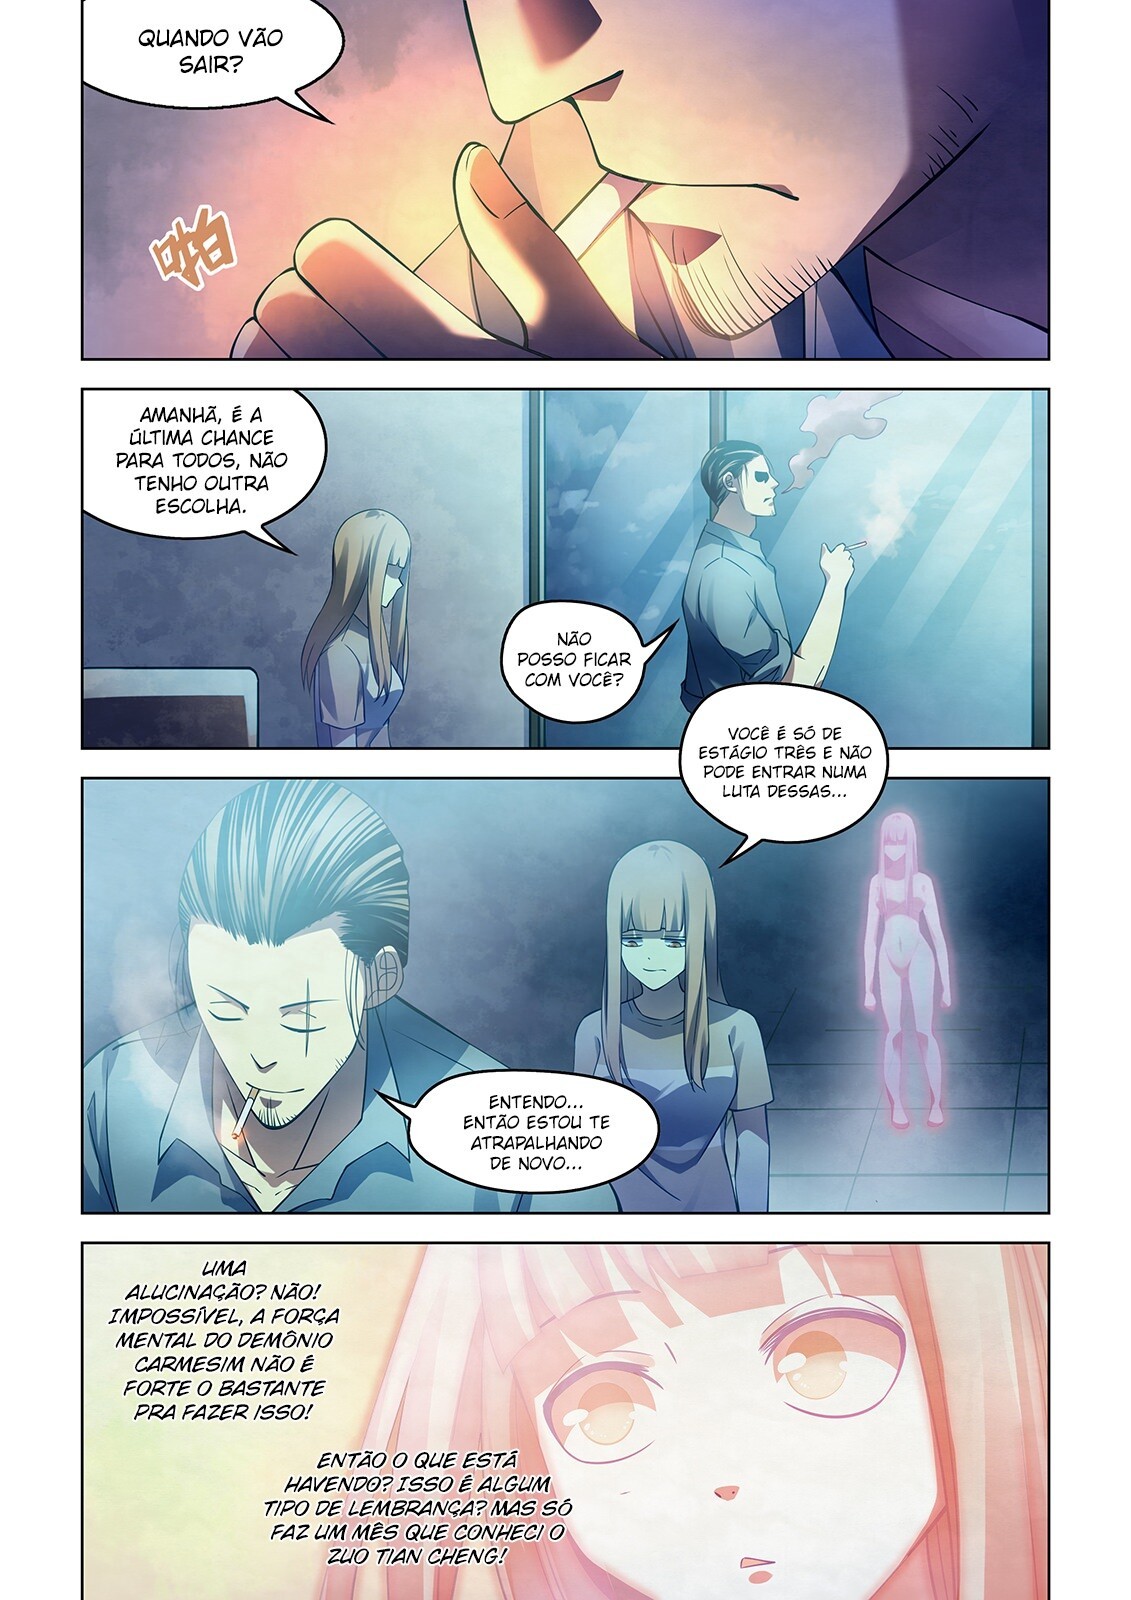 QUANDO VÃO
SAIR?
啪
AMANHÃ, É A
ÚLTIMA CHANCE
PARA TODOS, NÃO
TENHO OUTRA
ESCOLHA.
NÃO
POSSO FICAR
COM VOCÊ?
VOCÊ É SÓ DE
ESTÁGIO TRÊS E NÃO
PODE ENTRAR NUMA
LUTA DESSAS...
ENTENDO...
ENTÃO ESTOU TE
ATRAPALHANDO
DE NOVO...
UMA
ALUCINAÇÃO? NÃO!
IMPOSSÍVEL, A FORÇA
MENTAL DO DEMÔNIO
CARMESIM NÃO É
FORTE O BASTANTE
PRA FAZER ISSO!
ENTÃO O QUE ESTÁ
HAVENDO? ISSO É ALGUM
TIPO DE LEMBRANÇA? MAS SÓ
FAZ UM MÊS QUE CONHECI O
ZUO TIAN CHENG!